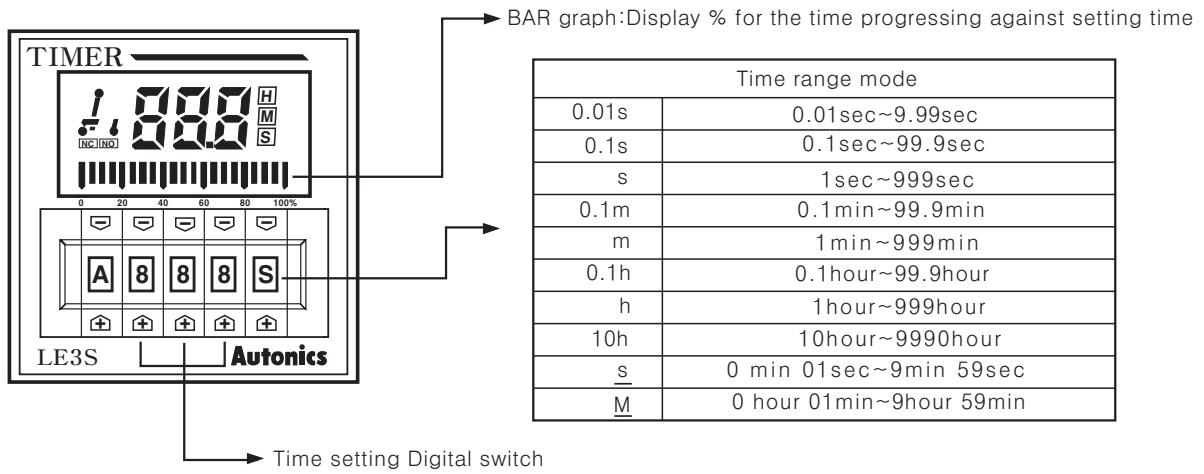 BAR graph:Display % for the time progressing against setting time
TIMER
88.8
H
M
S
NC NO
0 20 40 60 80 100%
A 8 8 8 S
LE3S Autonics
Time range mode
0.01s 0.01sec~9.99sec
0.1s 0.1sec~99.9sec
s 1sec~999sec
0.1m 0.1min~99.9min
m 1min~999min
0.1h 0.1hour~99.9hour
h 1hour~999hour
10h 10hour~9990hour
s 0 min 01sec~9min 59sec
M 0 hour 01min~9hour 59min
Time setting Digital switch